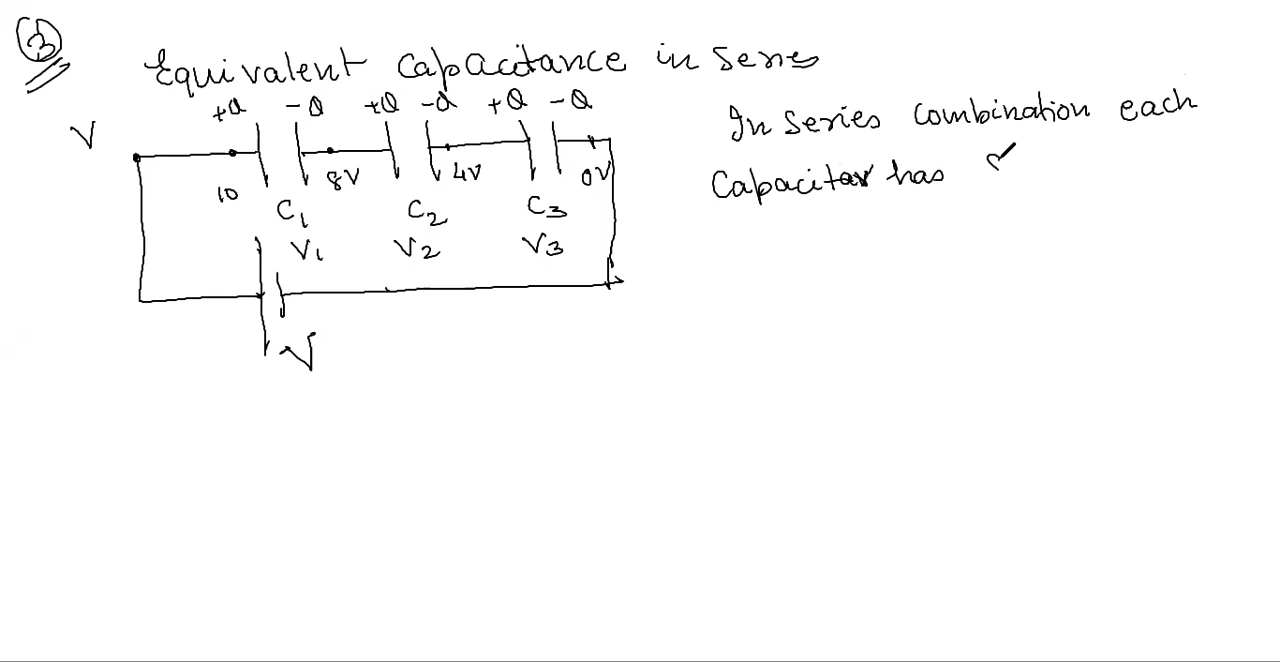 3
Equivalent Capacitance in Series
+Q -Q +Q -Q +Q -Q
V
10 8V 4V 0V
C1 C2 C3
V1 V2 V3
V
In Series combination each
Capacitor has